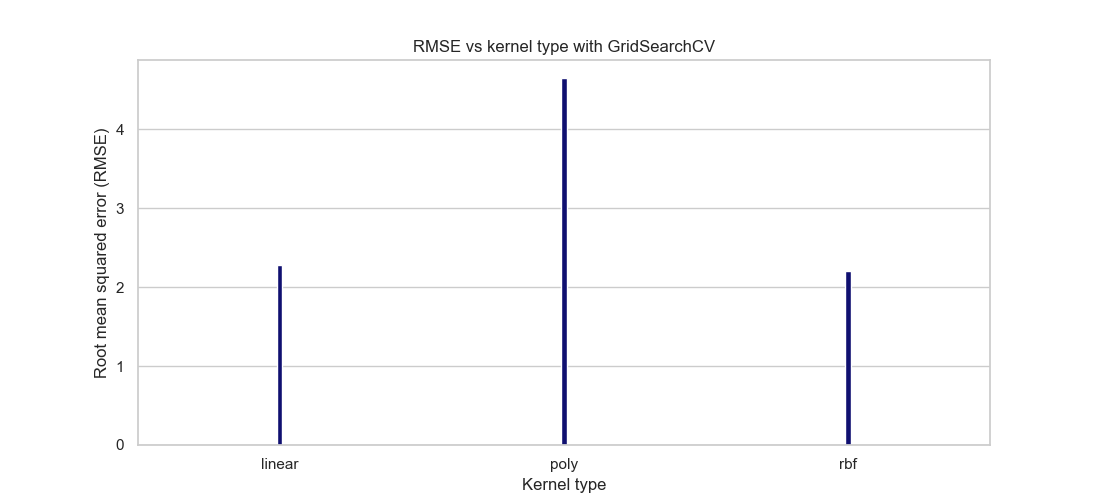 RMSE vs kernel type with GridSearchCV
Root mean squared error (RMSE)
4
3
2
1
0
linear
poly
rbf
Kernel type